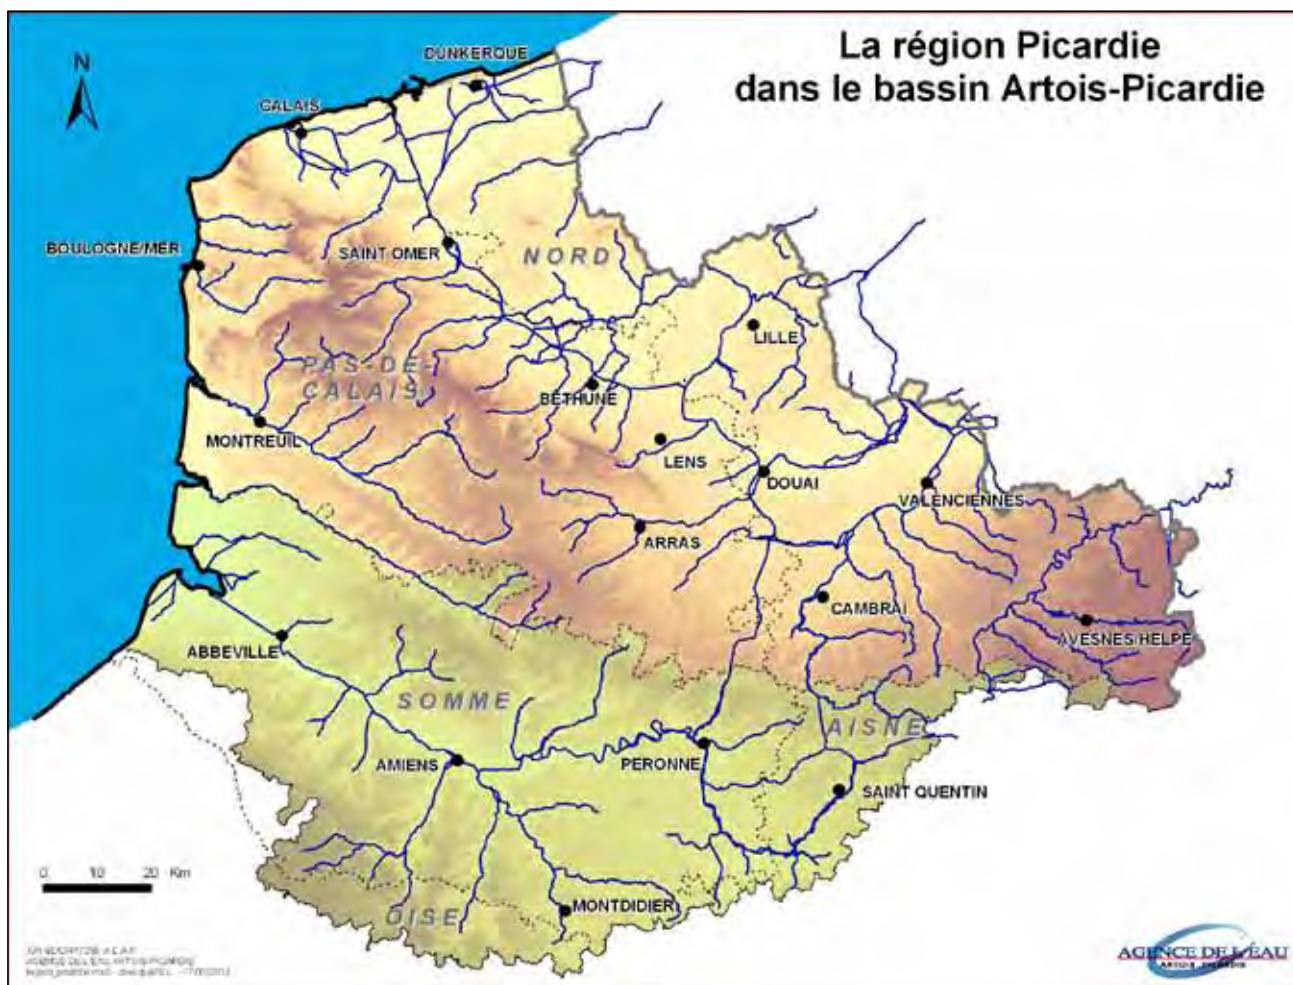 La région Picardie
dans le bassin Artois-Picardie
N
DUNKERQUE
CALAIS
BOULOGNE/MER
SAINT OMER
NORD
LILLE
PAS-DE-
CALAIS
BETHUNE
MONTREUIL
LENS
DOUAI
VALENCIENNES
ARRAS
CAMBRAI
AVESNES/HELPE
ABBEVILLE
SOMME
AISNE
AMIENS
PERONNE
SAINT QUENTIN
0 10 20 Km
OISE
MONTDIDIER
AGENCE DE L'EAU
ARTOIS PICARDIE